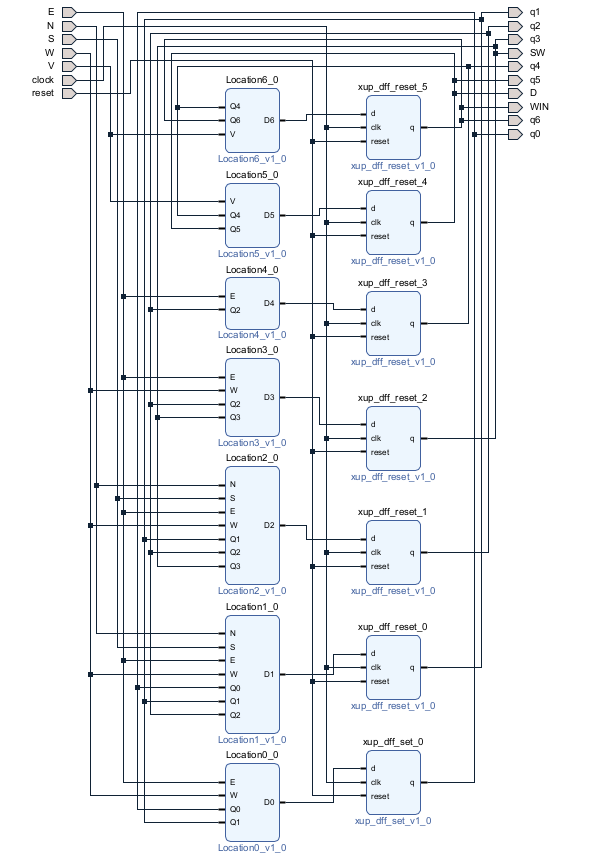 E
N
S
W
V
clock
reset
q1
q2
q3
SW
q4
q5
D
WIN
q6
q0
Location6_0
Q4
Q6
V
D6
Location6_v1_0
xup_dff_reset_5
d
clk
reset
q
xup_dff_reset_v1_0
Location5_0
V
Q4
Q5
D5
Location5_v1_0
xup_dff_reset_4
d
clk
reset
q
xup_dff_reset_v1_0
Location4_0
E
Q2
D4
Location4_v1_0
xup_dff_reset_3
d
clk
reset
q
xup_dff_reset_v1_0
Location3_0
E
W
Q2
Q3
D3
Location3_v1_0
xup_dff_reset_2
d
clk
reset
q
xup_dff_reset_v1_0
Location2_0
N
S
E
W
Q1
Q2
Q3
D2
Location2_v1_0
xup_dff_reset_1
d
clk
reset
q
xup_dff_reset_v1_0
Location1_0
N
S
E
W
Q0
Q1
Q2
D1
Location1_v1_0
xup_dff_reset_0
d
clk
reset
q
xup_dff_reset_v1_0
Location0_0
E
W
Q0
Q1
D0
Location0_v1_0
xup_dff_set_0
d
clk
reset
q
xup_dff_set_v1_0